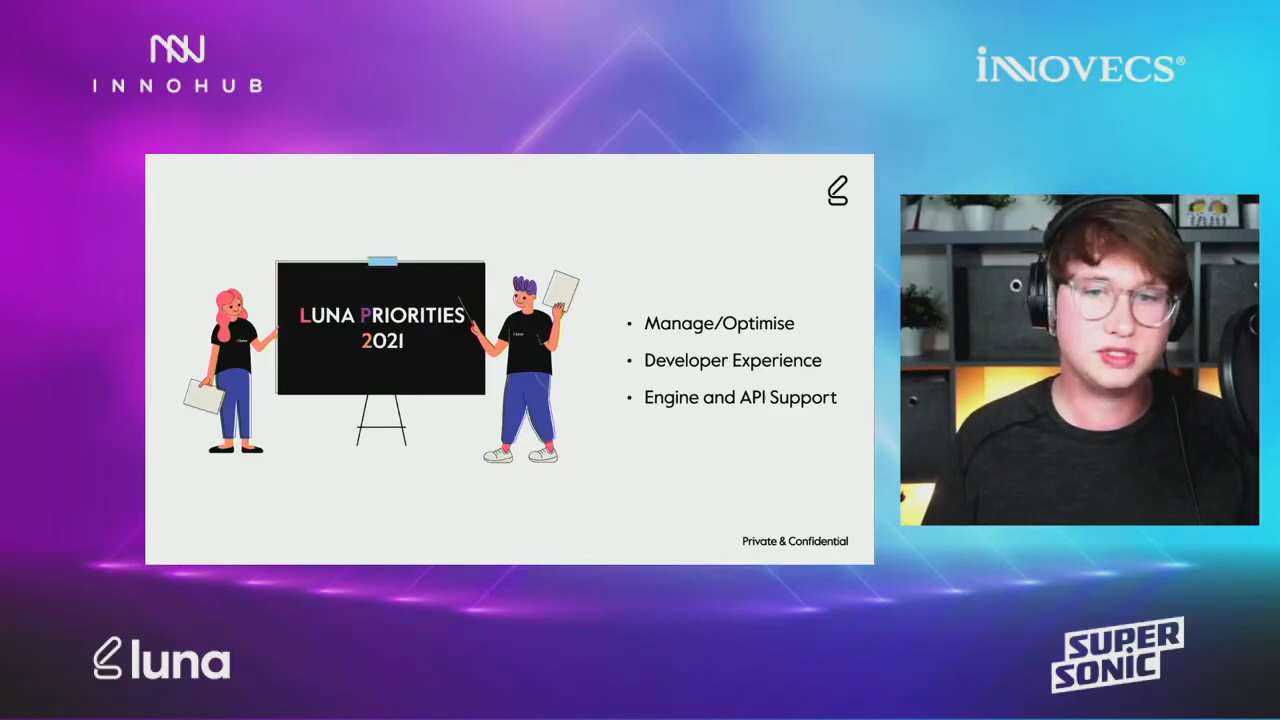 INNOHUB
INNOVECS®
LUNA PRIORITIES
2021
• Manage/Optimise
• Developer Experience
• Engine and API Support
Private & Confidential
luna
SUPER
SONIC